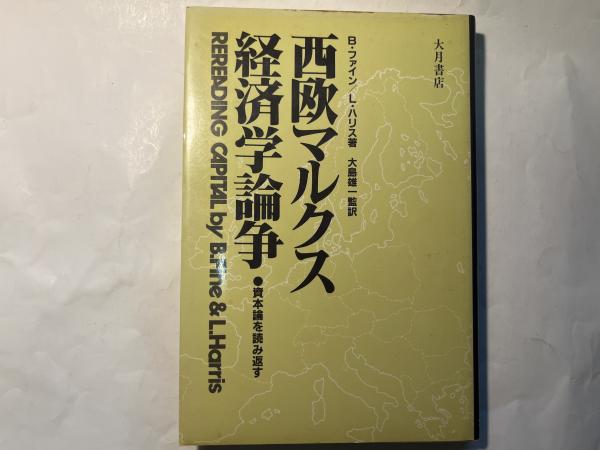 大月書店
B・ファイン/L・ハリス著 大島雄一監訳
西欧マルクス
経済学論争
●資本論を読み返す
REREADING CAPITAL by B.Fine & L.Harris